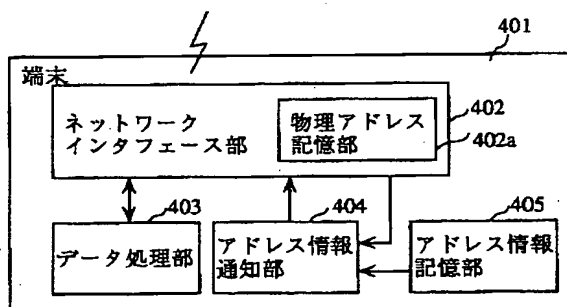 401
端末
ネットワーク
インタフェース部
物理アドレス
記憶部
402
402a
403
データ処理部
404
アドレス情報
通知部
405
アドレス情報
記憶部